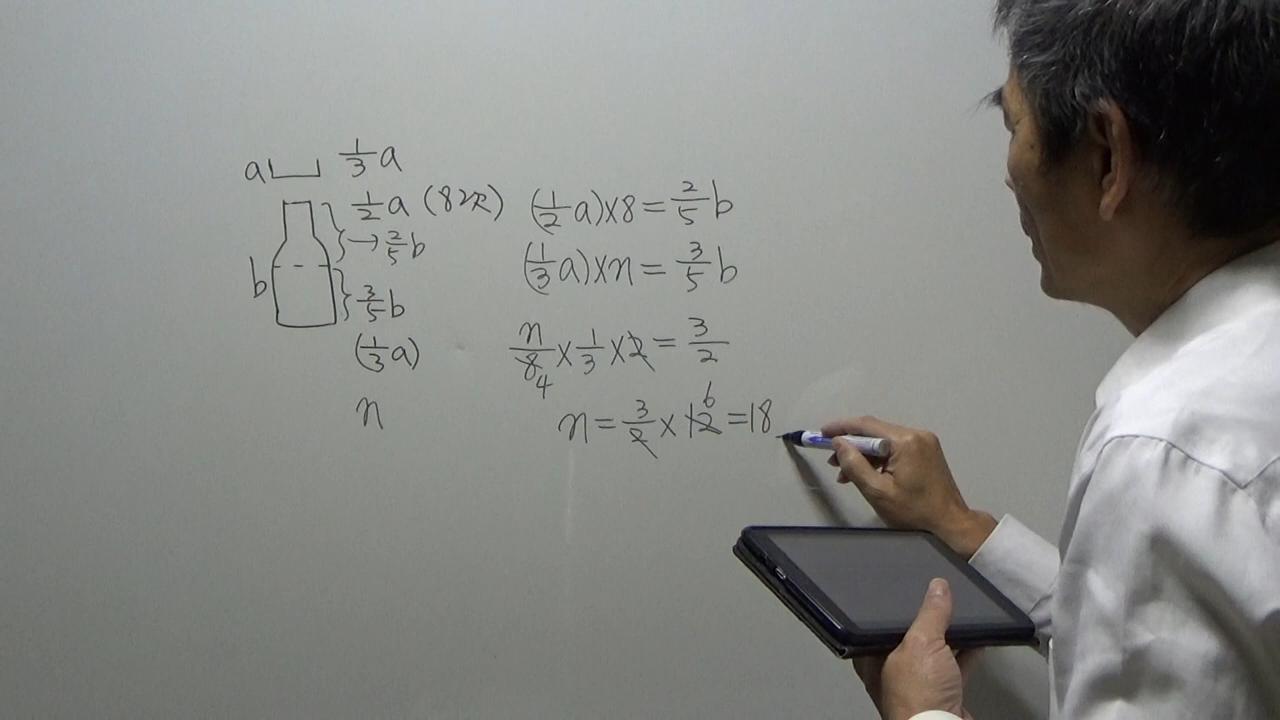 a 1/3 a
1/2 a (8次)
→ 2/5 b
b
3/5 b
(1/3 a)
n
(1/2 a)×8 = 2/5 b
(1/3 a)×n = 3/5 b
n/8 4 × 1/3 × 2 = 3/2
n = 3/2 × 12 6 = 18